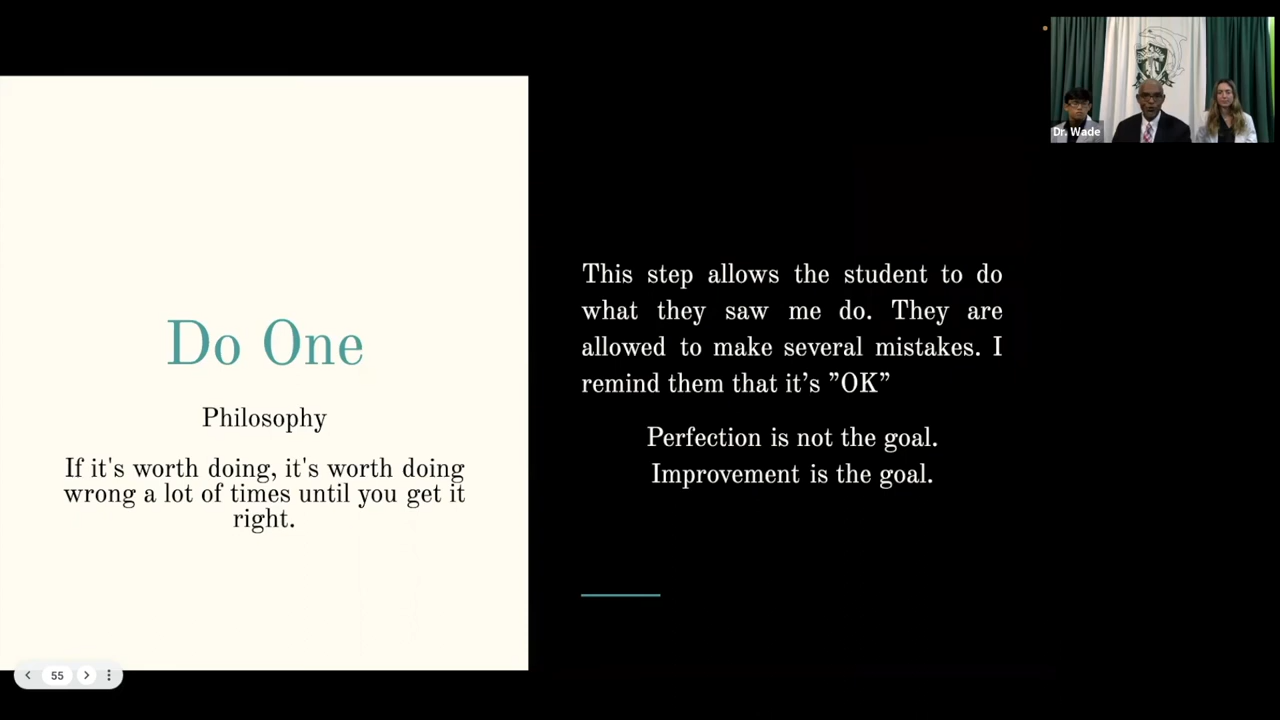 Dr. Wade
Do One
Philosophy
If it's worth doing, it's worth doing
wrong a lot of times until you get it
right.
This step allows the student to do
what they saw me do. They are
allowed to make several mistakes. I
remind them that it’s ”OK”
Perfection is not the goal.
Improvement is the goal.
55